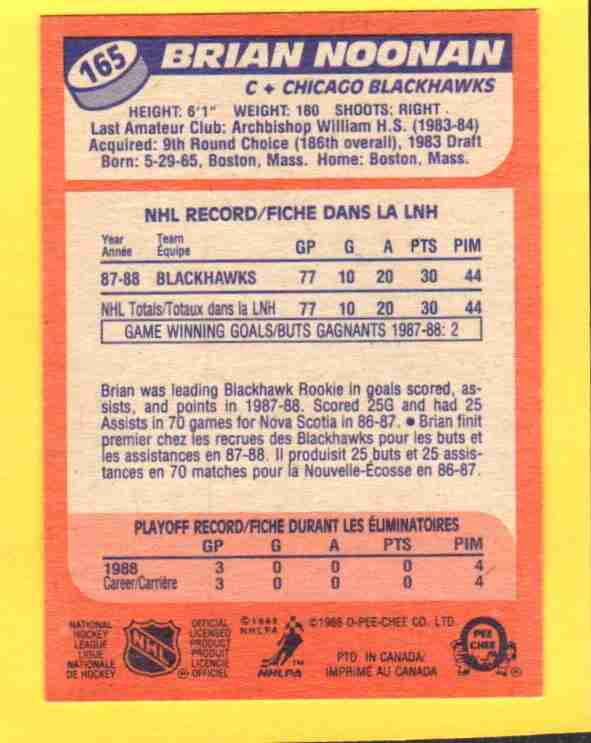 165
BRIAN NOONAN
C ✦ CHICAGO BLACKHAWKS
HEIGHT: 6'1" WEIGHT: 180 SHOOTS: RIGHT .
Last Amateur Club: Archbishop William H.S. (1983-84)
Acquired: 9th Round Choice (186th overall), 1983 Draft
Born: 5-29-65, Boston, Mass. Home: Boston, Mass.
NHL RECORD/FICHE DANS LA LNH
Year Team
Année Équipe GP G A PTS PIM
87-88 BLACKHAWKS 77 10 20 30 44
NHL Totals/Totaux dans la LNH 77 10 20 30 44
GAME WINNING GOALS/BUTS GAGNANTS 1987-88: 2
Brian was leading Blackhawk Rookie in goals scored, as-
sists, and points in 1987-88. Scored 25G and had 25
Assists in 70 games for Nova Scotia in 86-87. ● Brian finit
premier chez les recrues des Blackhawks pour les buts et
les assistances en 87-88. Il produisit 25 buts et 25 assis-
tances en 70 matches pour la Nouvelle-Écosse en 86-87.
PLAYOFF RECORD/FICHE DURANT LES ÉLIMINATOIRES
GP G A PTS PIM
1988 3 0 0 0 4
Career/Carrière 3 0 0 0 4
NATIONAL
HOCKEY
LEAGUE
LIGUE
NATIONALE
DE HOCKEY
NHL
OFFICIAL
LICENSED
PRODUCT
PRODUIT
LICENCIÉ
OFFICIEL
© 1988
NHLPA
NHLPA
©1988 O-PEE-CHEE CO. LTD.
PTD. IN CANADA/
IMPRIMÉ AU CANADA
O
PEE
CHEE